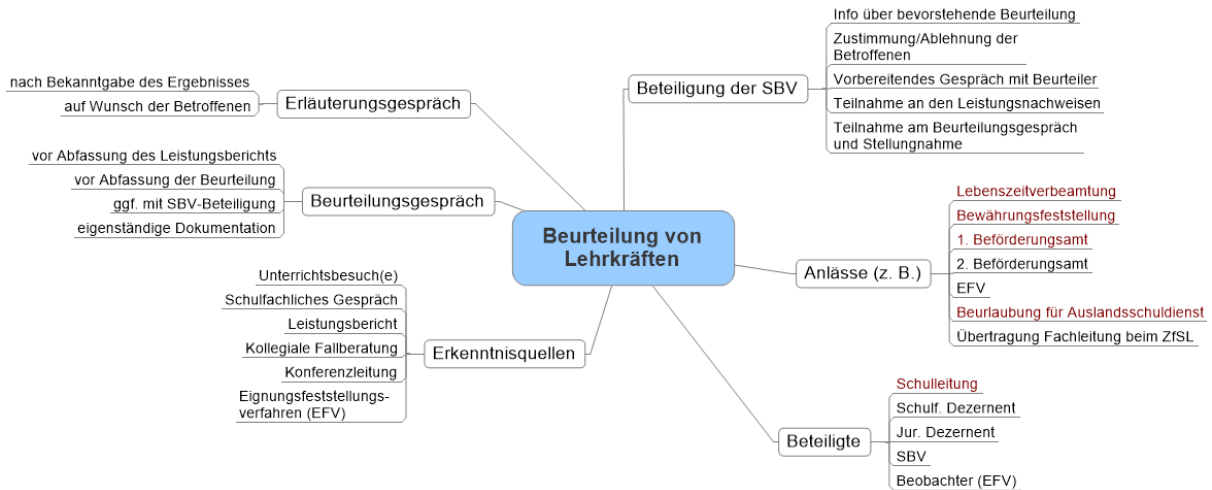 Beurteilung von
Lehrkräften
Erläuterungsgespräch
nach Bekanntgabe des Ergebnisses
auf Wunsch der Betroffenen
Beurteilungsgespräch
vor Abfassung des Leistungsberichts
vor Abfassung der Beurteilung
ggf. mit SBV-Beteiligung
eigenständige Dokumentation
Erkenntnisquellen
Unterrichtsbesuch(e)
Schulfachliches Gespräch
Leistungsbericht
Kollegiale Fallberatung
Konferenzleitung
Eignungsfeststellungs-
verfahren (EFV)
Beteiligung der SBV
Info über bevorstehende Beurteilung
Zustimmung/Ablehnung der
Betroffenen
Vorbereitendes Gespräch mit Beurteiler
Teilnahme an den Leistungsnachweisen
Teilnahme am Beurteilungsgespräch
und Stellungnahme
Anlässe (z. B.)
Lebenszeitverbeamtung
Bewährungsfeststellung
1. Beförderungsamt
2. Beförderungsamt
EFV
Beurlaubung für Auslandsschuldienst
Übertragung Fachleitung beim ZfSL
Beteiligte
Schulleitung
Schulf. Dezernent
Jur. Dezernent
SBV
Beobachter (EFV)